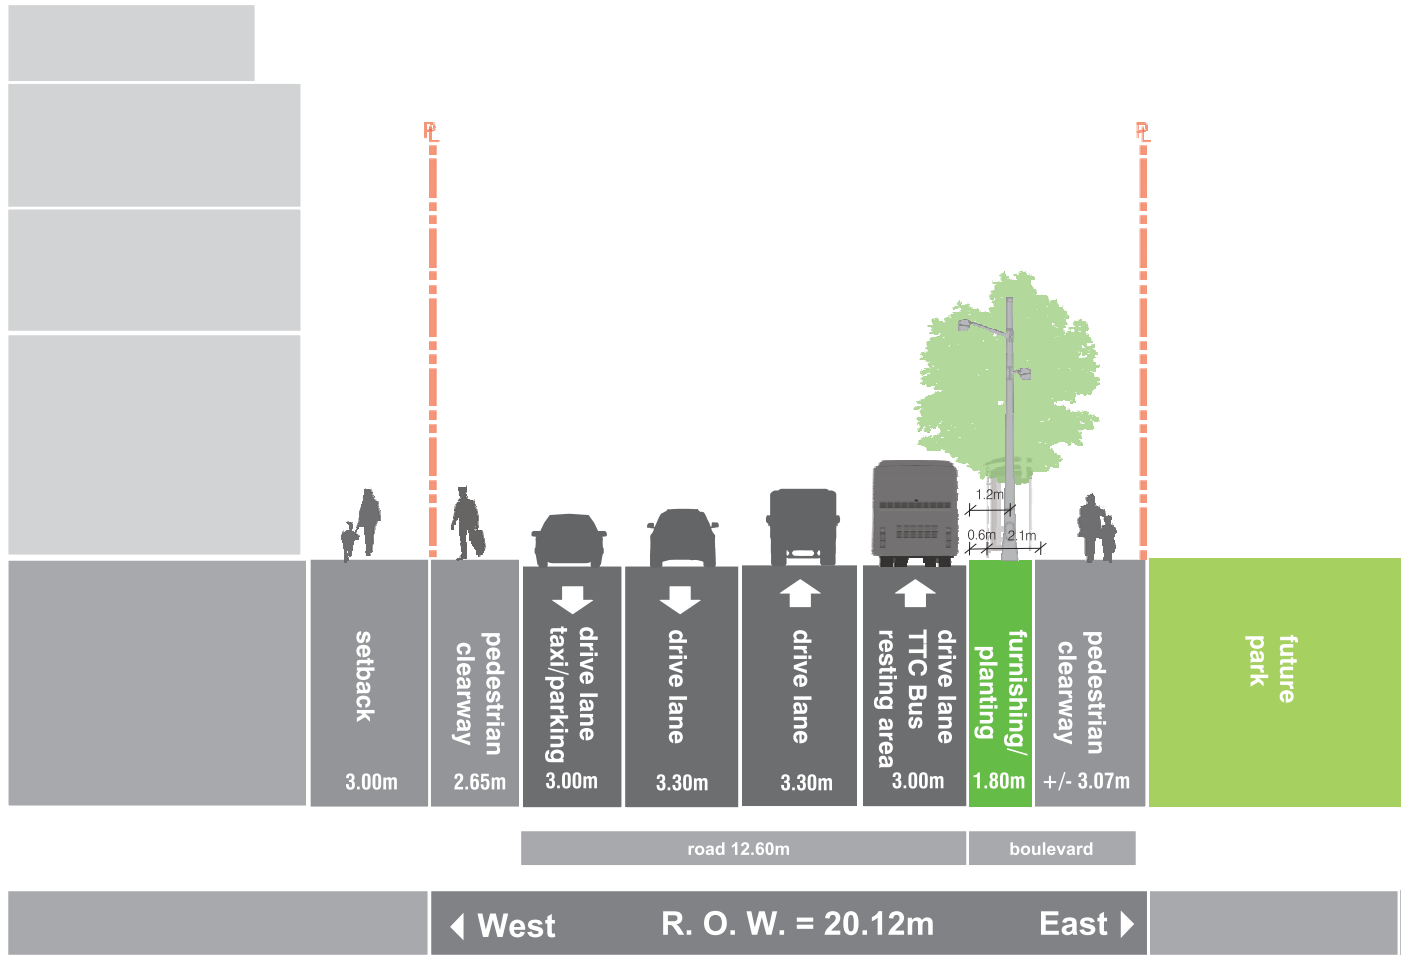 PL
PL
1.2m
0.6m
2.1m
setback
3.00m
pedestrian
clearway
2.65m
drive lane
taxi/parking
3.00m
drive lane
3.30m
drive lane
3.30m
drive lane
TTC Bus
resting area
3.00m
furnishing/
planting
1.80m
pedestrian
clearway
+/- 3.07m
future
park
road 12.60m
boulevard
West
R. O. W. = 20.12m
East